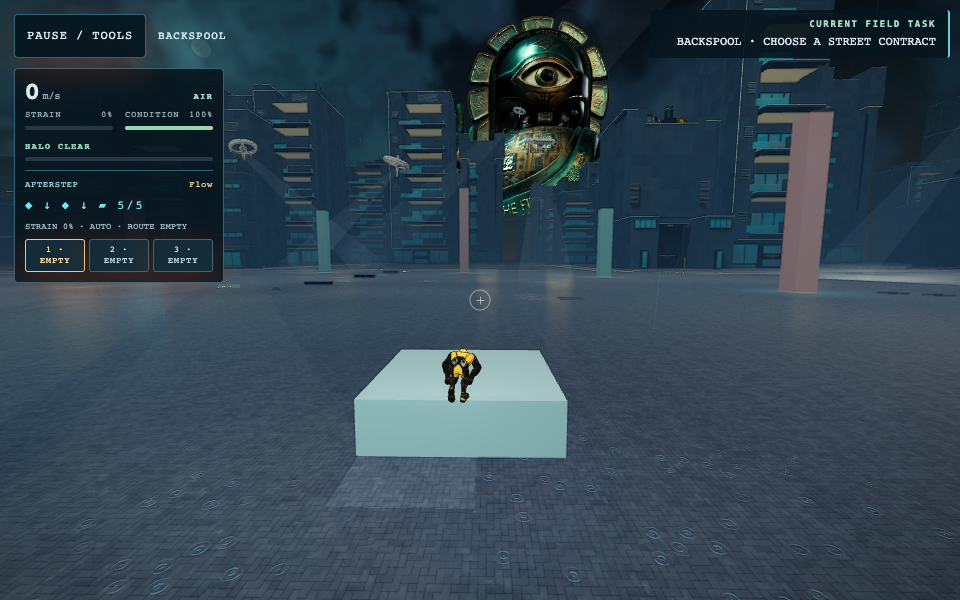 PAUSE / TOOLS
BACKSPOOL
CURRENT FIELD TASK
BACKSPOOL · CHOOSE A STREET CONTRACT
0 m/s
AIR
STRAIN 0%
CONDITION 100%
HALO CLEAR
AFTERSTEP
Flow
5/5
STRAIN 0% · AUTO · ROUTE EMPTY
1 · EMPTY
2 · EMPTY
3 · EMPTY